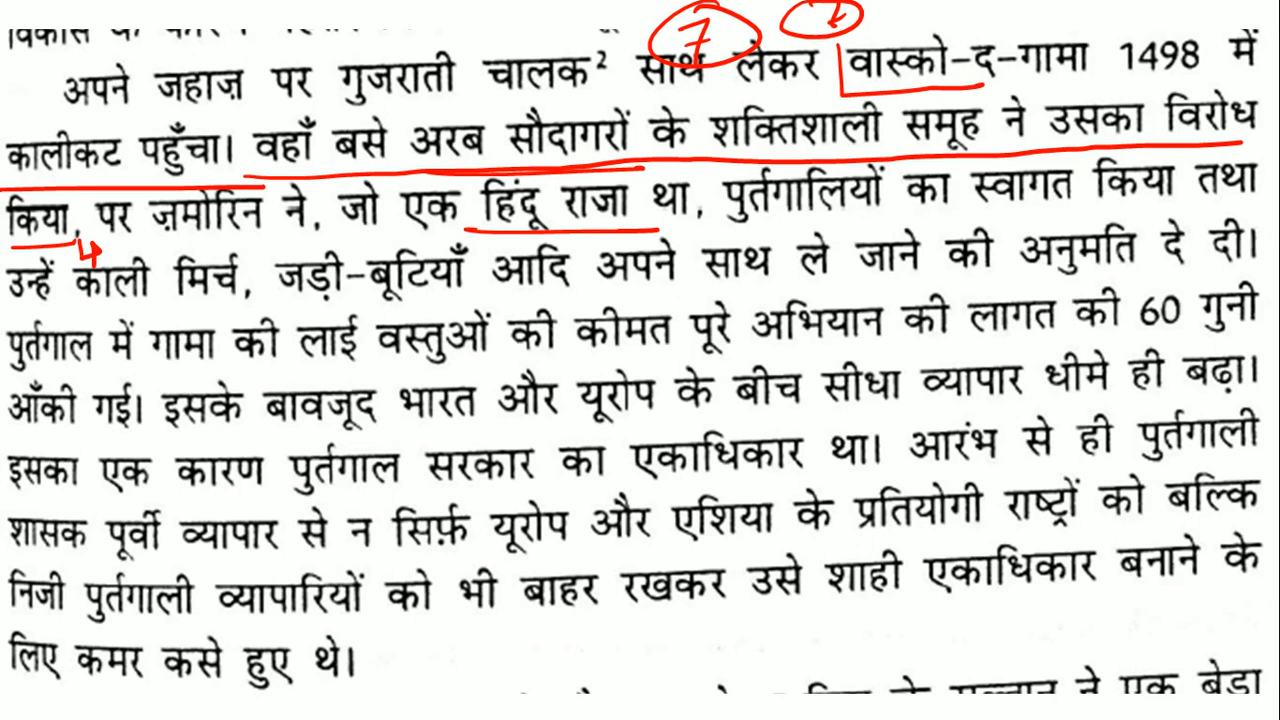 7
अपने जहाज़ पर गुजराती चालक² साथ लेकर वास्को-द-गामा 1498 में
कालीकट पहुँचा। वहाँ बसे अरब सौदागरों के शक्तिशाली समूह ने उसका विरोध
किया, पर ज़मोरिन ने, जो एक हिंदू राजा था, पुर्तगालियों का स्वागत किया तथा
उन्हें काली मिर्च, जड़ी-बूटियाँ आदि अपने साथ ले जाने की अनुमति दे दी।
पुर्तगाल में गामा की लाई वस्तुओं की कीमत पूरे अभियान की लागत की 60 गुनी
आँकी गई। इसके बावजूद भारत और यूरोप के बीच सीधा व्यापार धीमे ही बढ़ा।
इसका एक कारण पुर्तगाल सरकार का एकाधिकार था। आरंभ से ही पुर्तगाली
शासक पूर्वी व्यापार से न सिर्फ़ यूरोप और एशिया के प्रतियोगी राष्ट्रों को बल्कि
निजी पुर्तगाली व्यापारियों को भी बाहर रखकर उसे शाही एकाधिकार बनाने के
लिए कमर कसे हुए थे।
ने एक बेड़ा